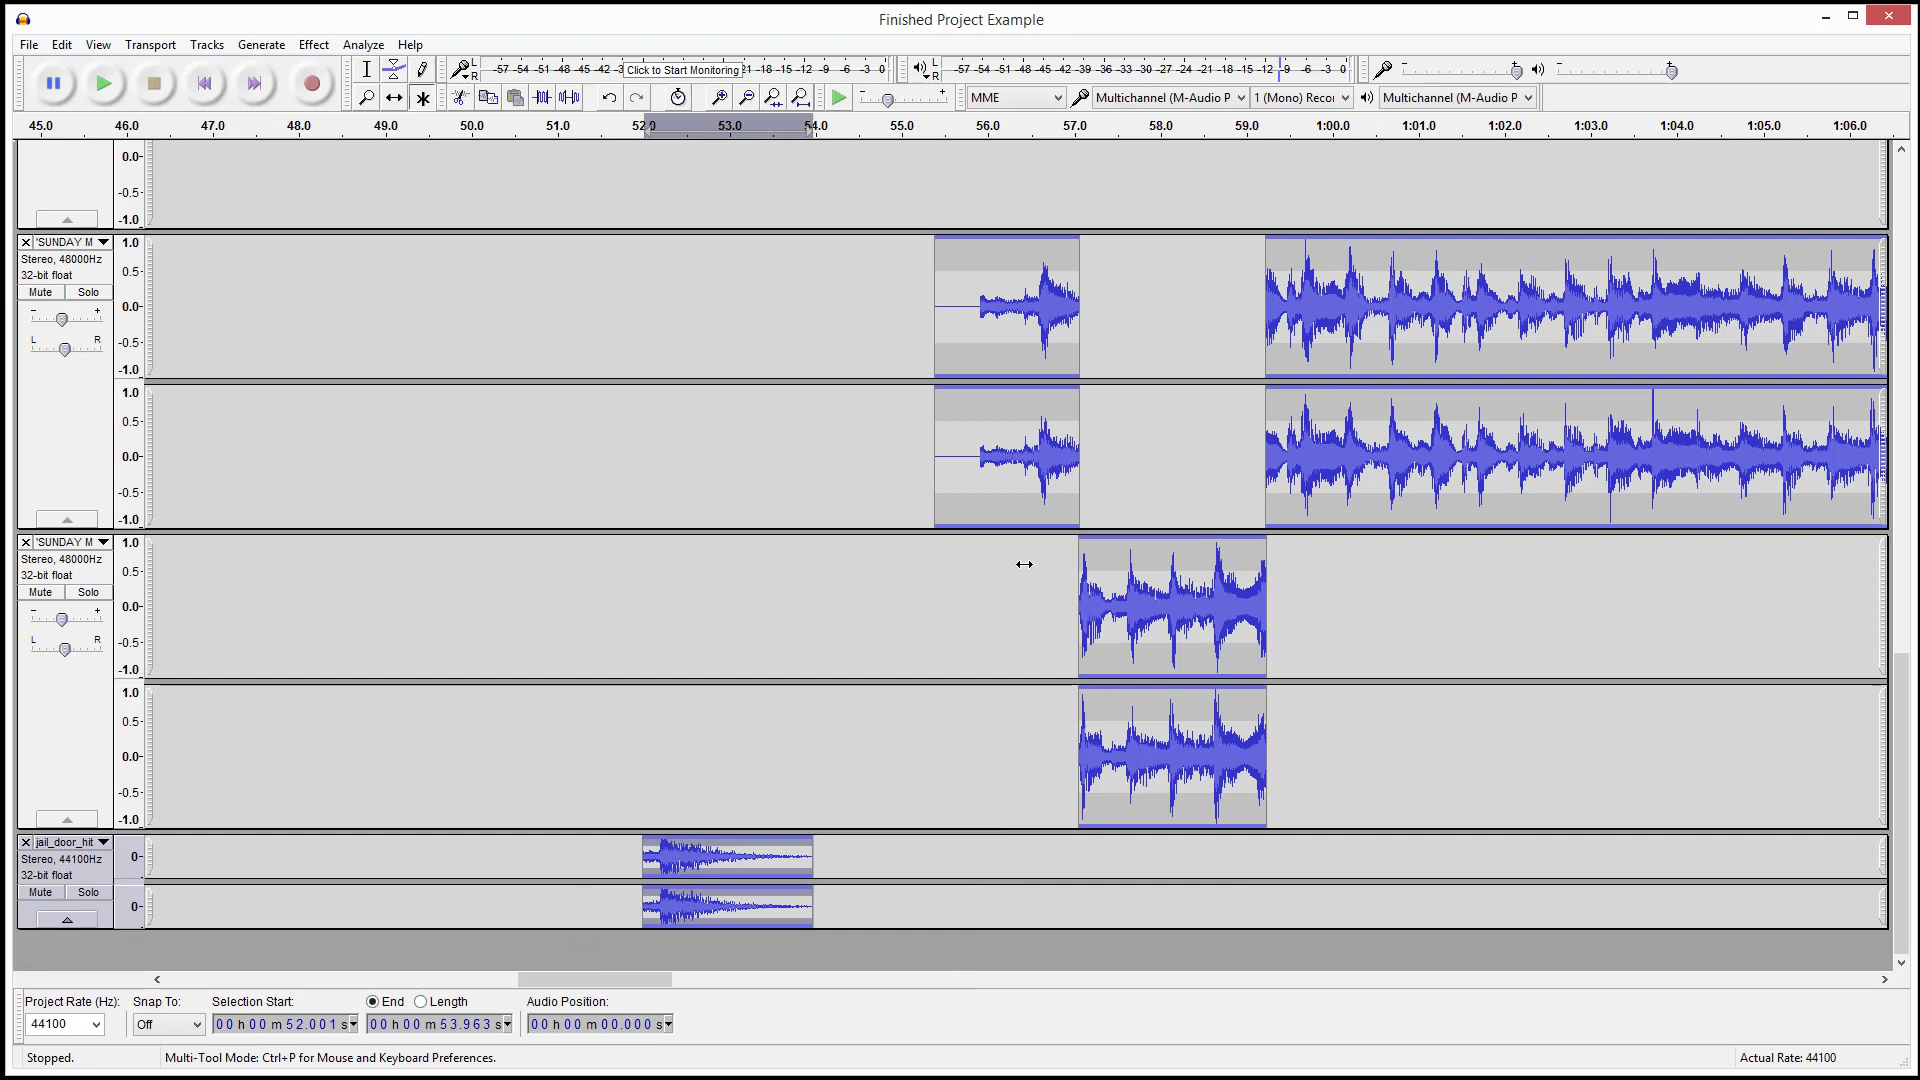 Finished Project Example
File Edit View Transport Tracks Generate Effect Analyze Help
L R -57 -54 -51 -48 -45 -42 -3 Click to Start Monitoring 21 -18 -15 -12 -9 -6 -3 0 L R -57 -54 -51 -48 -45 -42 -39 -36 -33 -30 -27 -24 -21 -18 -15 -12 -9 -6 -3 0 - + - +
- + MME Multichannel (M-Audio P 1 (Mono) Recor Multichannel (M-Audio P
45.0 46.0 47.0 48.0 49.0 50.0 51.0 52.0 53.0 54.0 55.0 56.0 57.0 58.0 59.0 1:00.0 1:01.0 1:02.0 1:03.0 1:04.0 1:05.0 1:06.0
0.0-
-0.5-
-1.0
'SUNDAY M 1.0
Stereo, 48000Hz
32-bit float 0.5-
Mute Solo
- + 0.0-
L R -0.5-
-1.0
1.0
0.5-
0.0-
-0.5-
-1.0
'SUNDAY M 1.0
Stereo, 48000Hz
32-bit float 0.5-
Mute Solo
- + 0.0-
L R -0.5-
-1.0
1.0
0.5-
0.0-
-0.5-
-1.0
jail_door_hit
Stereo, 44100Hz 0-
32-bit float
Mute Solo
0-
Project Rate (Hz): Snap To: Selection Start: End Length Audio Position:
44100 Off 00 h 00 m 52.001 s 00 h 00 m 53.963 s 00 h 00 m 00.000 s
Stopped. Multi-Tool Mode: Ctrl+P for Mouse and Keyboard Preferences. Actual Rate: 44100